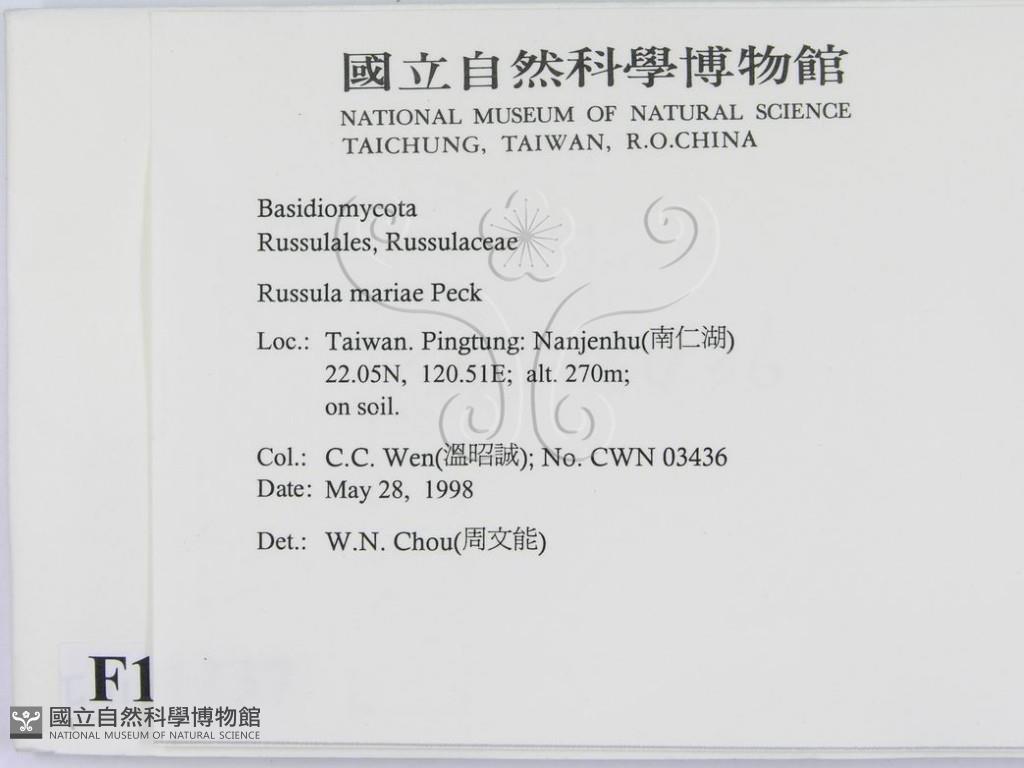 國立自然科學博物館
NATIONAL MUSEUM OF NATURAL SCIENCE
TAICHUNG, TAIWAN, R.O.CHINA
Basidiomycota
Russulales, Russulaceae
Russula mariae Peck
Loc.: Taiwan. Pingtung: Nanjenhu(南仁湖)
22.05N, 120.51E; alt. 270m;
on soil.
Col.: C.C. Wen(溫昭誠); No. CWN 03436
Date: May 28, 1998
Det.: W.N. Chou(周文能)
F1
國立自然科學博物館
NATIONAL MUSEUM OF NATURAL SCIENCE